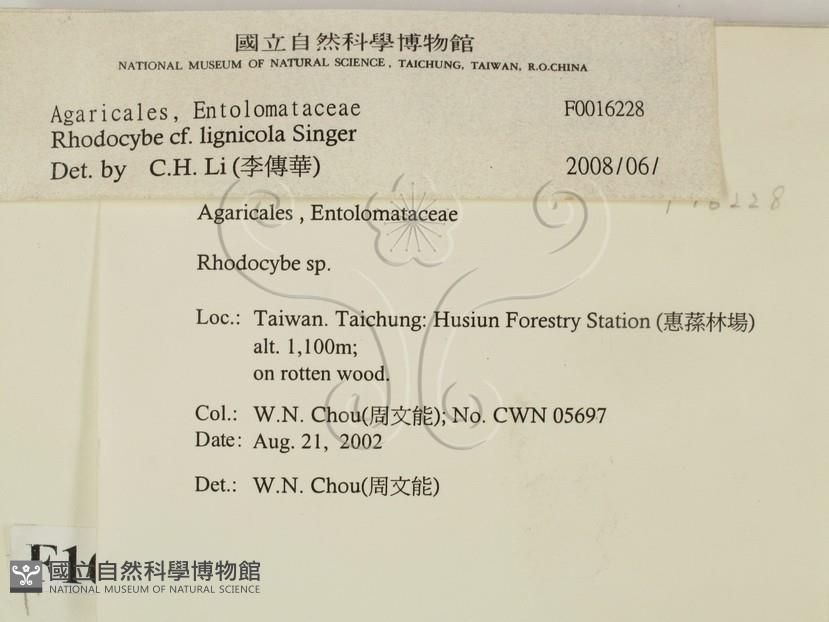 國立自然科學博物館
NATIONAL MUSEUM OF NATURAL SCIENCE, TAICHUNG, TAIWAN, R.O.CHINA
Agaricales, Entolomataceae F0016228
Rhodocybe cf. lignicola Singer
Det. by C.H. Li (李傳華) 2008/06/
Agaricales , Entolomataceae
Rhodocybe sp.
Loc.: Taiwan. Taichung: Husiun Forestry Station (惠蓀林場)
alt. 1,100m;
on rotten wood.
Col.: W.N. Chou(周文能); No. CWN 05697
Date: Aug. 21, 2002
Det.: W.N. Chou(周文能)
國立自然科學博物館
NATIONAL MUSEUM OF NATURAL SCIENCE